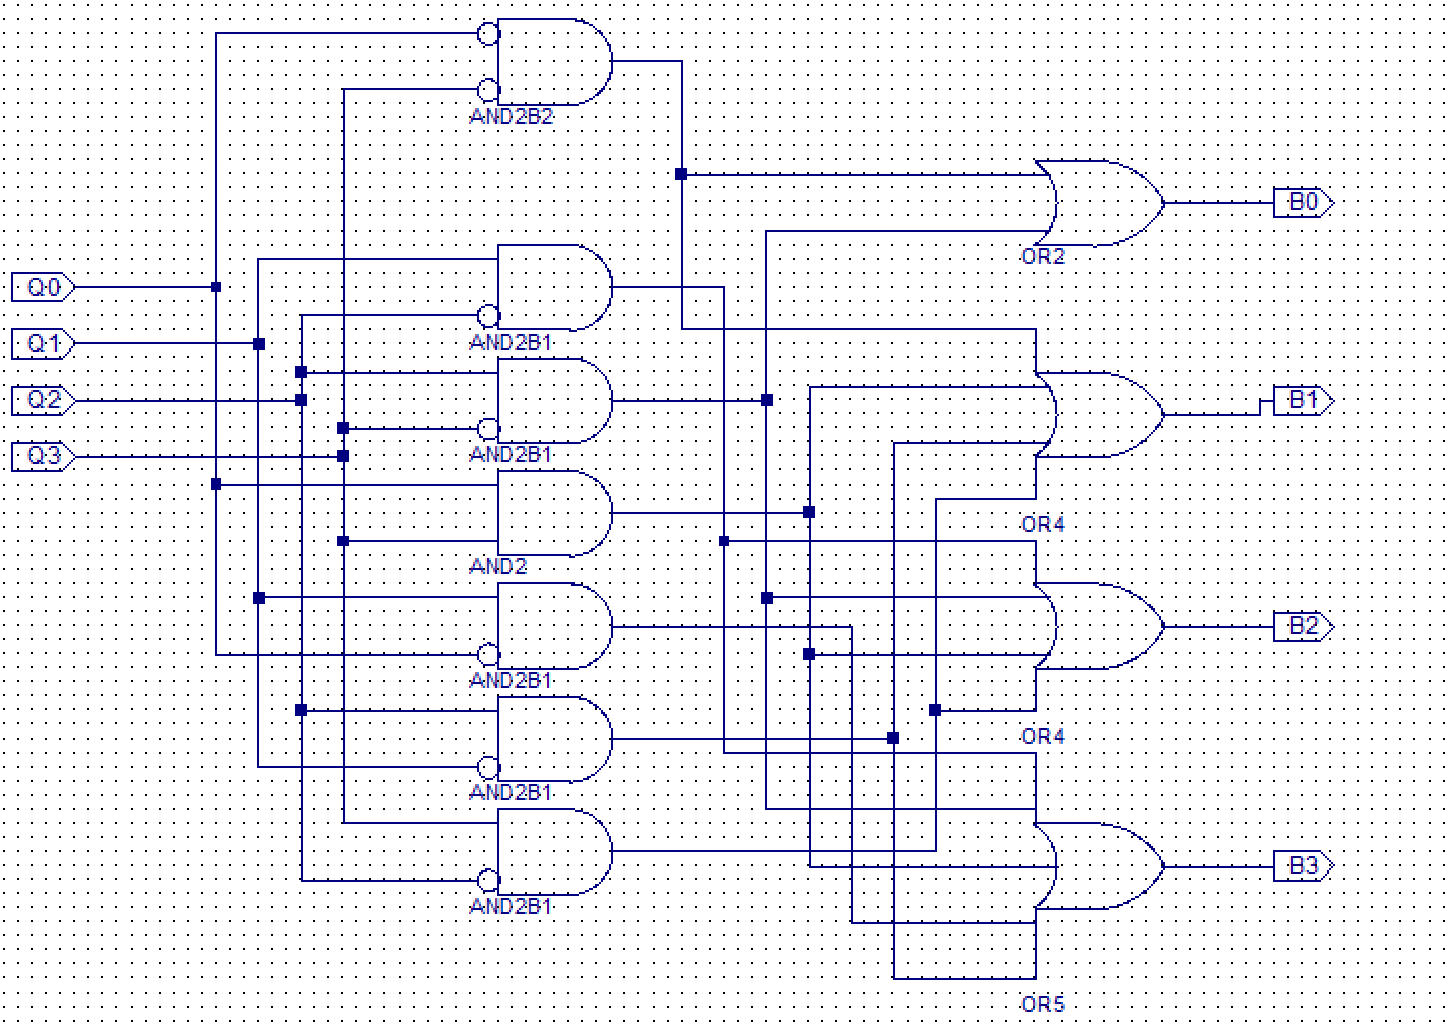 AND2B2
B0
OR2
Q0
AND2B1
Q1
Q2
B1
AND2B1
Q3
OR4
AND2
B2
AND2B1
OR4
AND2B1
B3
AND2B1
OR5